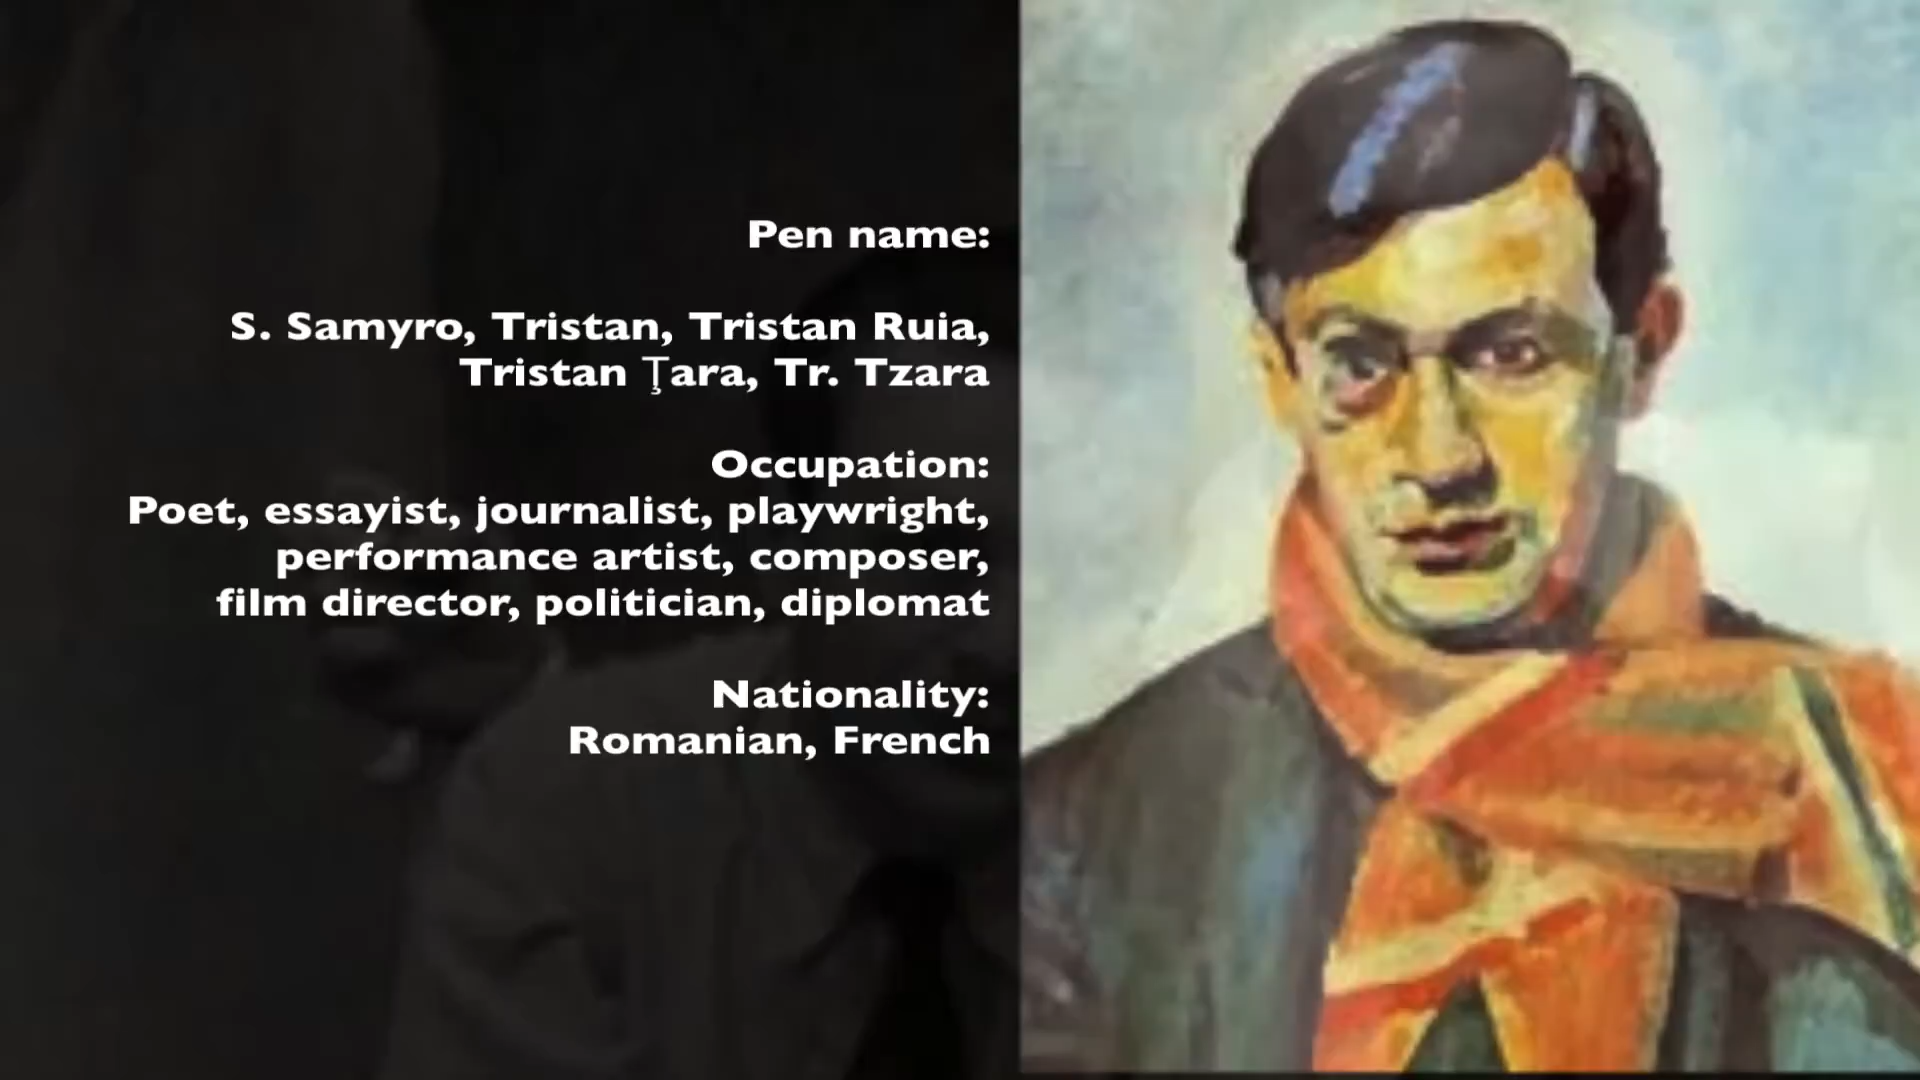 Pen name:
S. Samyro, Tristan, Tristan Ruia,
Tristan Ţara, Tr. Tzara
Occupation:
Poet, essayist, journalist, playwright,
performance artist, composer,
film director, politician, diplomat
Nationality:
Romanian, French